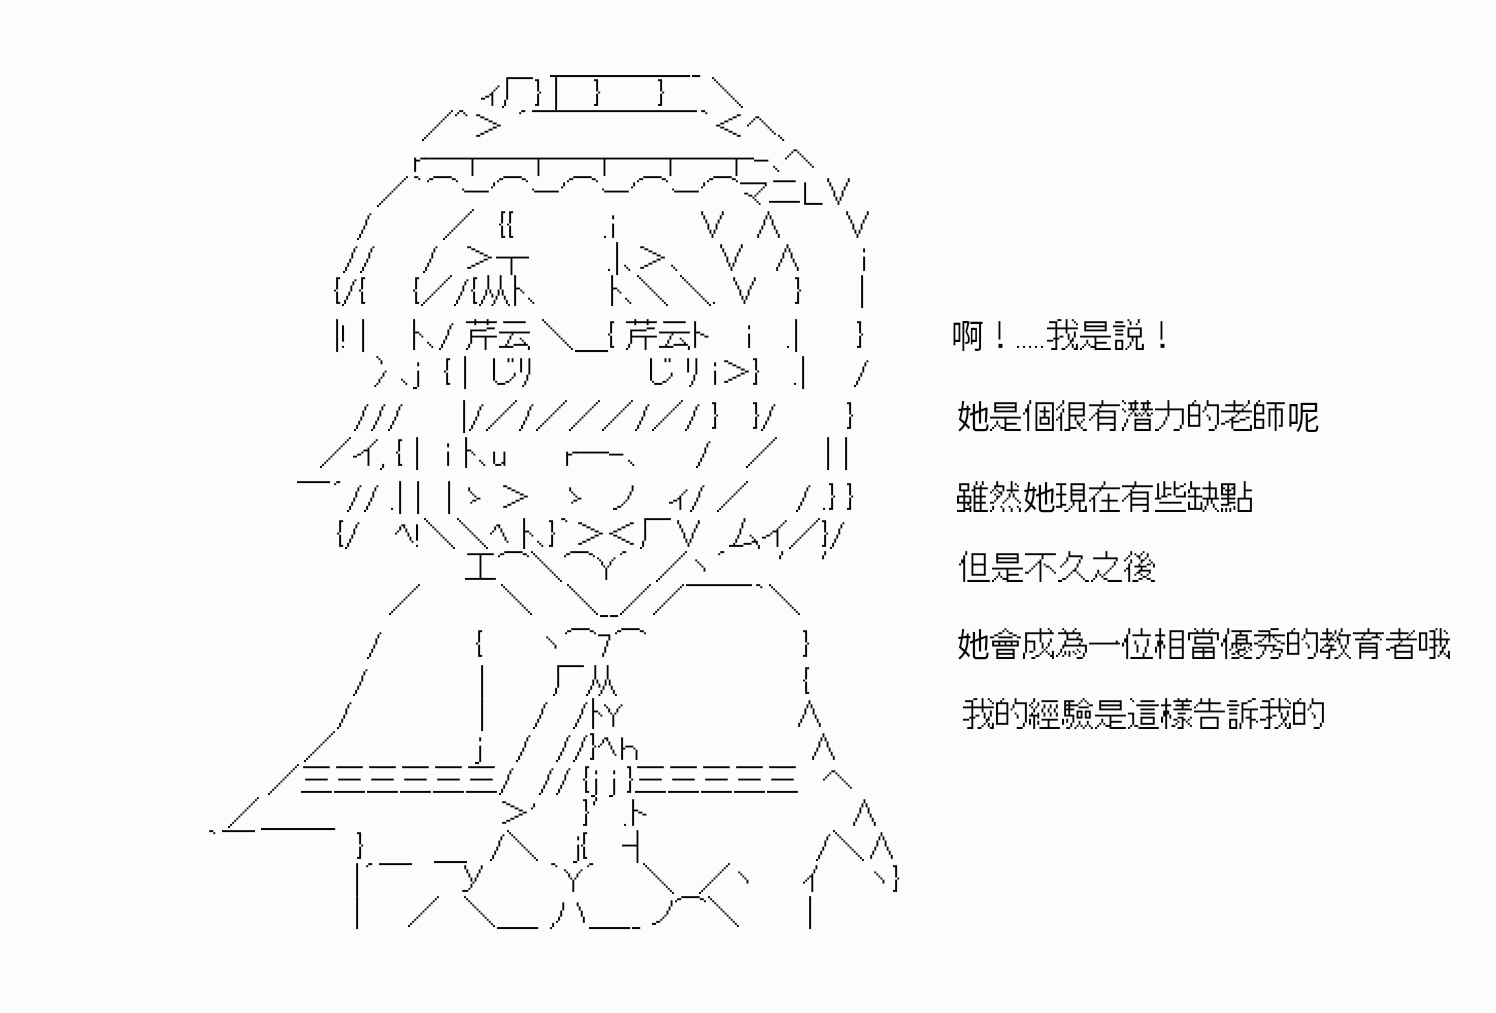 啊！.....我是説！
她是個很有潛力的老師呢
雖然她現在有些缺點
但是不久之後
她會成為一位相當優秀的教育者哦
我的經驗是這樣告訴我的